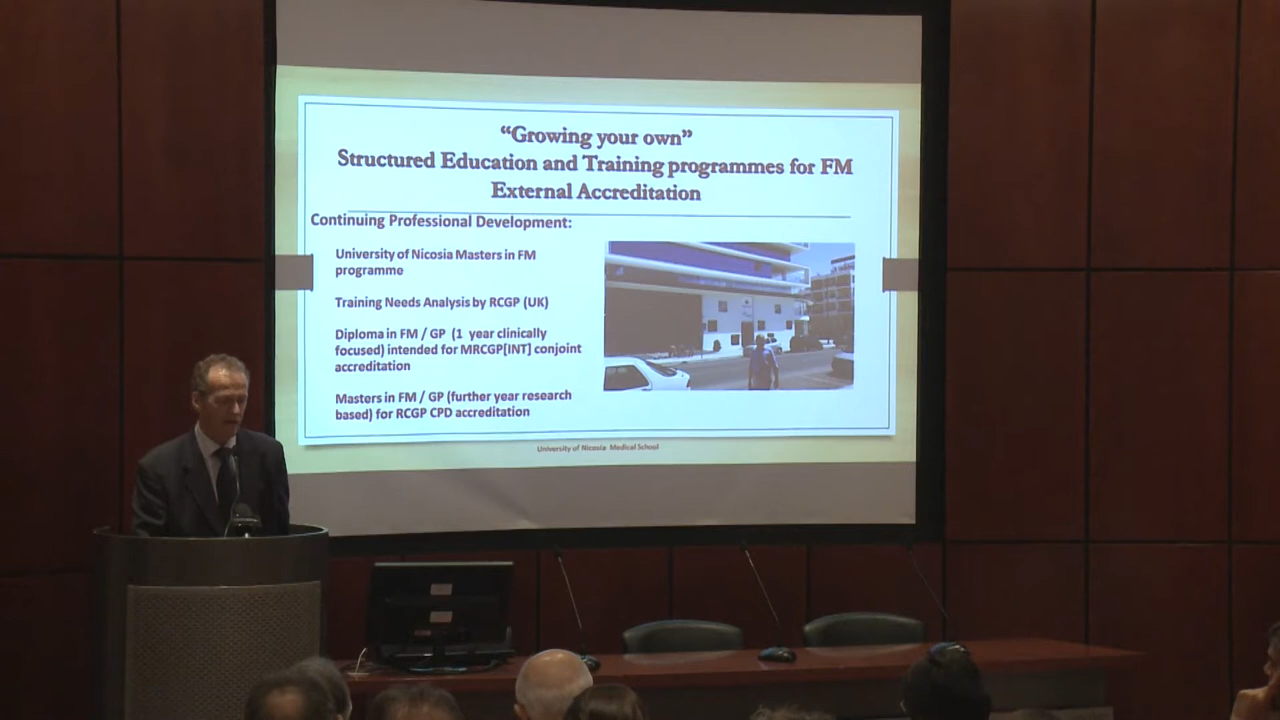 “Growing your own”
Structured Education and Training programmes for FM
External Accreditation
Continuing Professional Development:
University of Nicosia Masters in FM
programme
Training Needs Analysis by RCGP (UK)
Diploma in FM / GP (1 year clinically
focused) intended for MRCGP[INT] conjoint
accreditation
Masters in FM / GP (further year research
based) for RCGP CPD accreditation
University of Nicosia Medical School